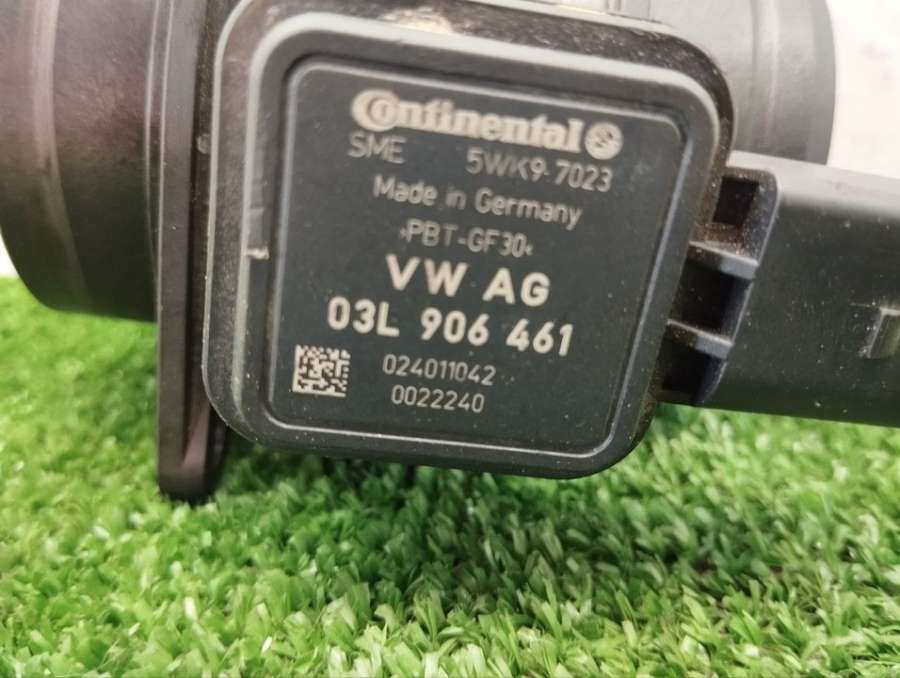 Continental
SME 5WK9 7023
Made in Germany
>PBT-GF30<
VW AG
03L 906 461
024011042
0022240